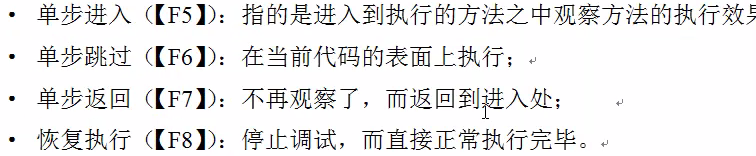 • 单步进入（【F5】）：指的是进入到执行的方法之中观察方法的执行效果
• 单步跳过（【F6】）：在当前代码的表面上执行；
• 单步返回（【F7】）：不再观察了，而返回到进入处；
• 恢复执行（【F8】）：停止调试，而直接正常执行完毕。